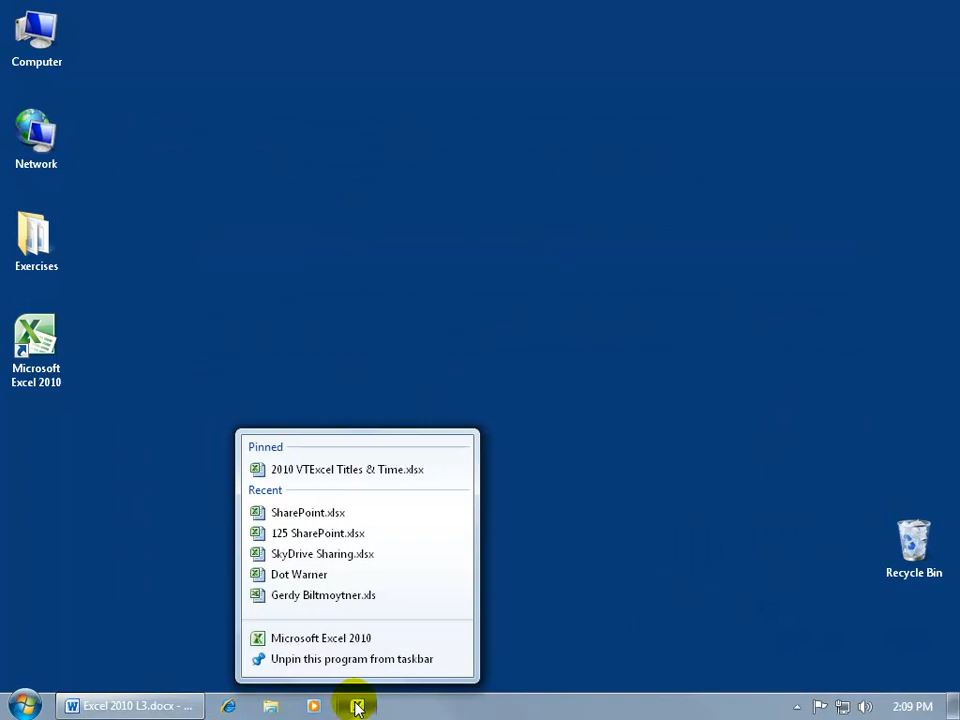 Computer
Network
Exercises
Microsoft
Excel 2010
Pinned
2010 VTExcel Titles & Time.xlsx
Recent
SharePoint.xlsx
125 SharePoint.xlsx
SkyDrive Sharing.xlsx
Dot Warner
Gerdy Biltmoytner.xls
Microsoft Excel 2010
Unpin this program from taskbar
Recycle Bin
Excel 2010 L3.docx - ...
2:09 PM